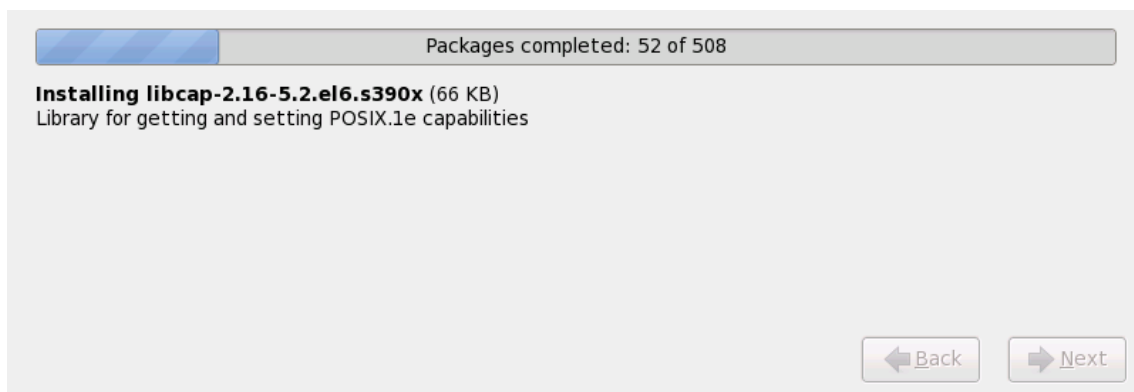 Packages completed: 52 of 508
Installing libcap-2.16-5.2.el6.s390x (66 KB)
Library for getting and setting POSIX.1e capabilities
Back
Next